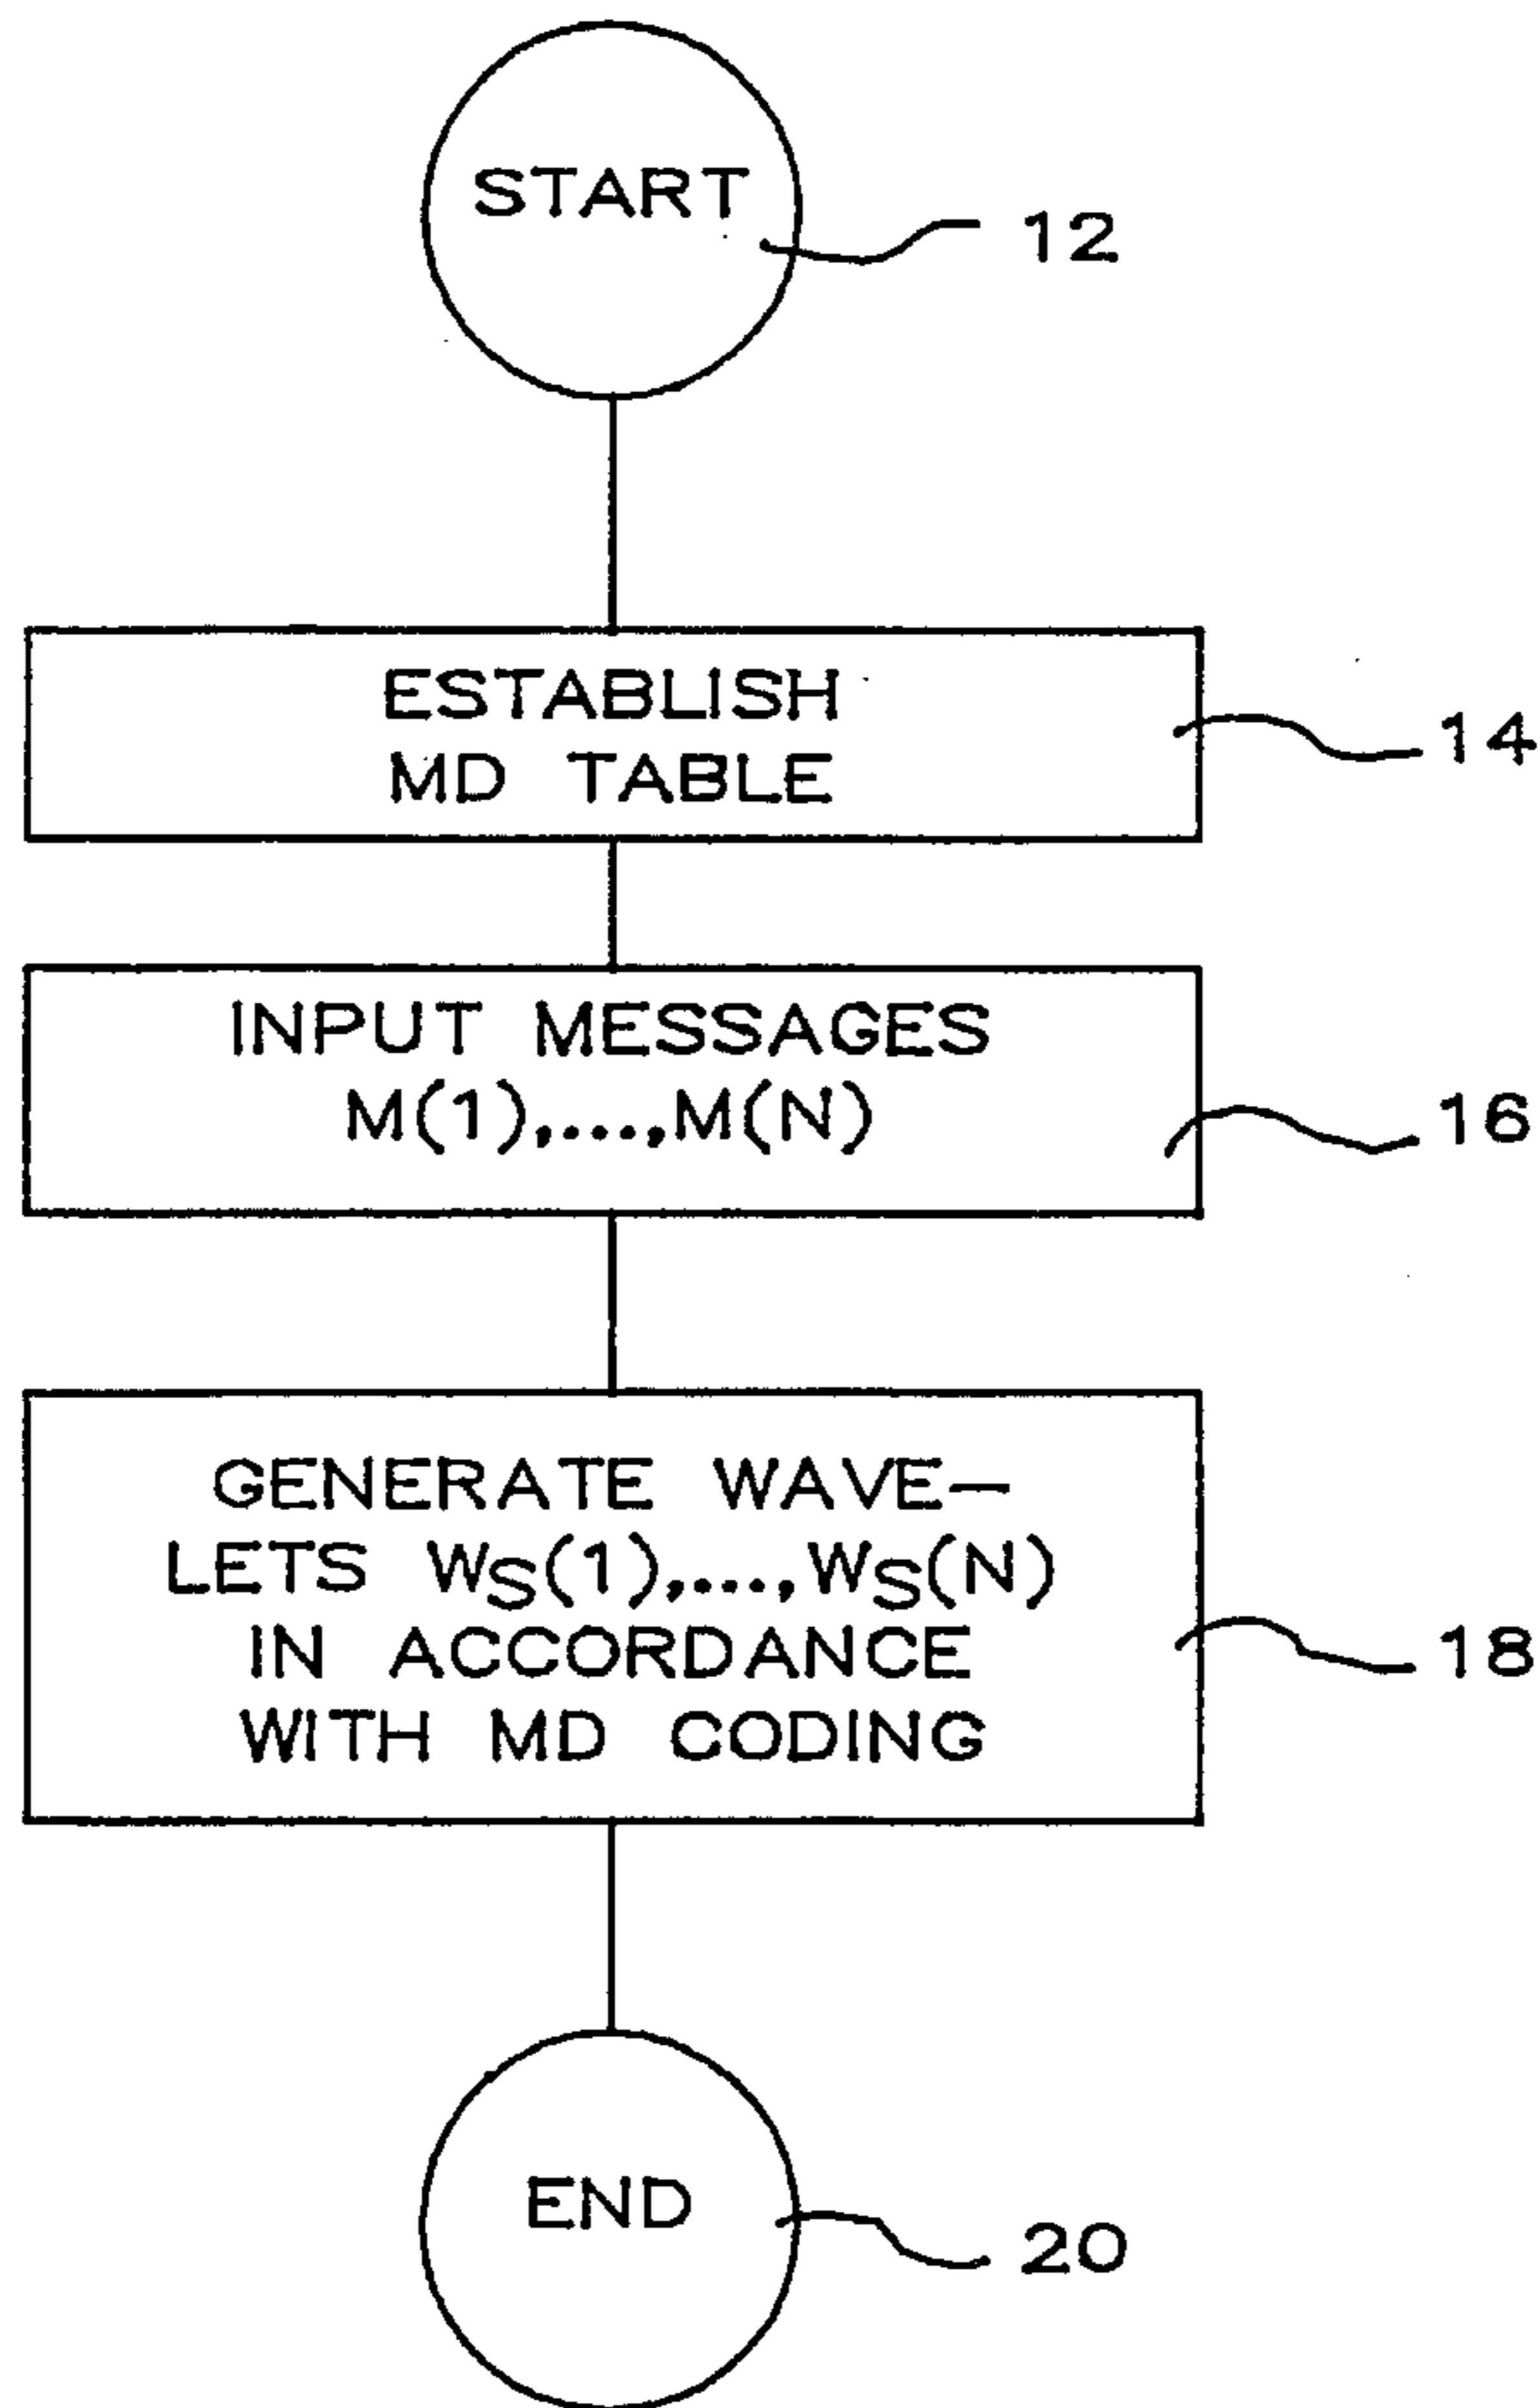 START
12
ESTABLISH
MD TABLE
14
INPUT MESSAGES
M(1),...,M(N)
16
GENERATE WAVE-
LETS WS(1),...,WS(N)
IN ACCORDANCE
WITH MD CODING
18
END
20